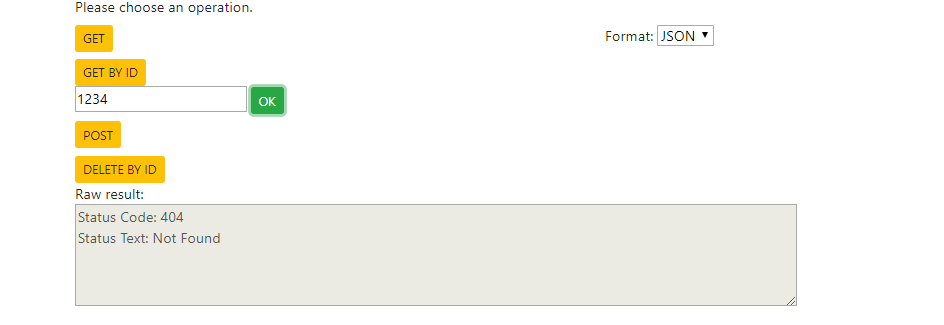 Please choose an operation.
GET
Format: JSON
GET BY ID
1234
OK
POST
DELETE BY ID
Raw result:
Status Code: 404
Status Text: Not Found